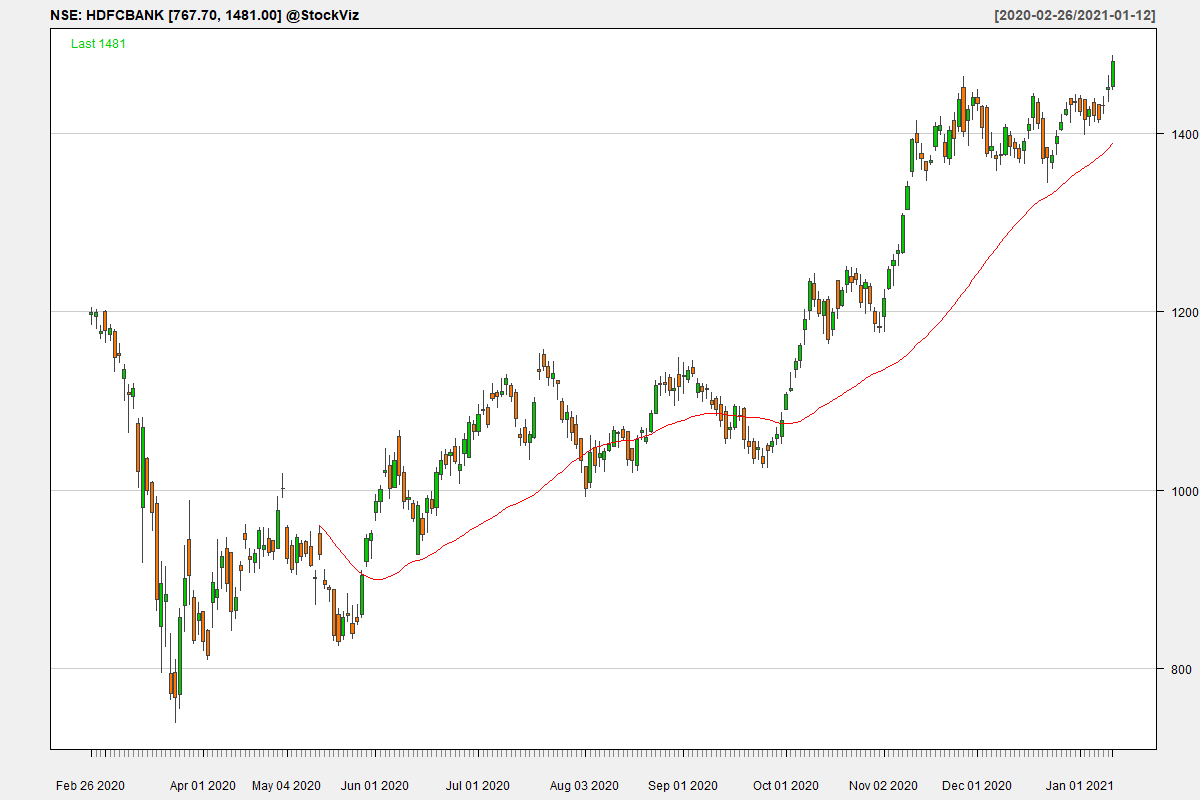 NSE: HDFCBANK [767.70, 1481.00] @StockViz
[2020-02-26/2021-01-12]
Last 1481
1400
1200
1000
800
Feb 26 2020 Apr 01 2020 May 04 2020 Jun 01 2020 Jul 01 2020 Aug 03 2020 Sep 01 2020 Oct 01 2020 Nov 02 2020 Dec 01 2020 Jan 01 2021